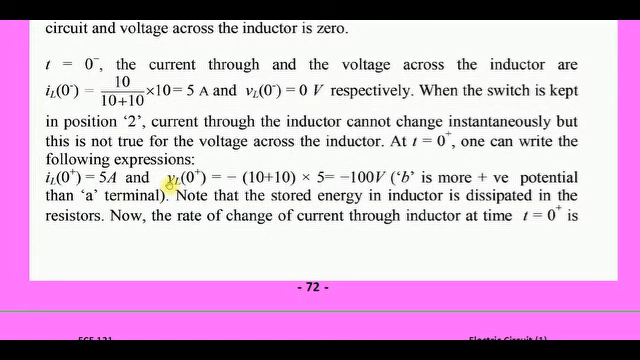 circuit and voltage across the inductor is zero.
t = 0⁻, the current through and the voltage across the inductor are
i_L(0⁻) = 10/(10+10) ×10 = 5 A and v_L(0⁻) = 0 V respectively. When the switch is kept
in position ‘2’, current through the inductor cannot change instantaneously but
this is not true for the voltage across the inductor. At t = 0⁺, one can write the
following expressions:
i_L(0⁺) = 5A and v_L(0⁺) = − (10+10) × 5= −100V (‘b’ is more + ve potential
than ‘a’ terminal). Note that the stored energy in inductor is dissipated in the
resistors. Now, the rate of change of current through inductor at time t = 0⁺ is
- 72 -
ECE 121 Electric Circuit (1)